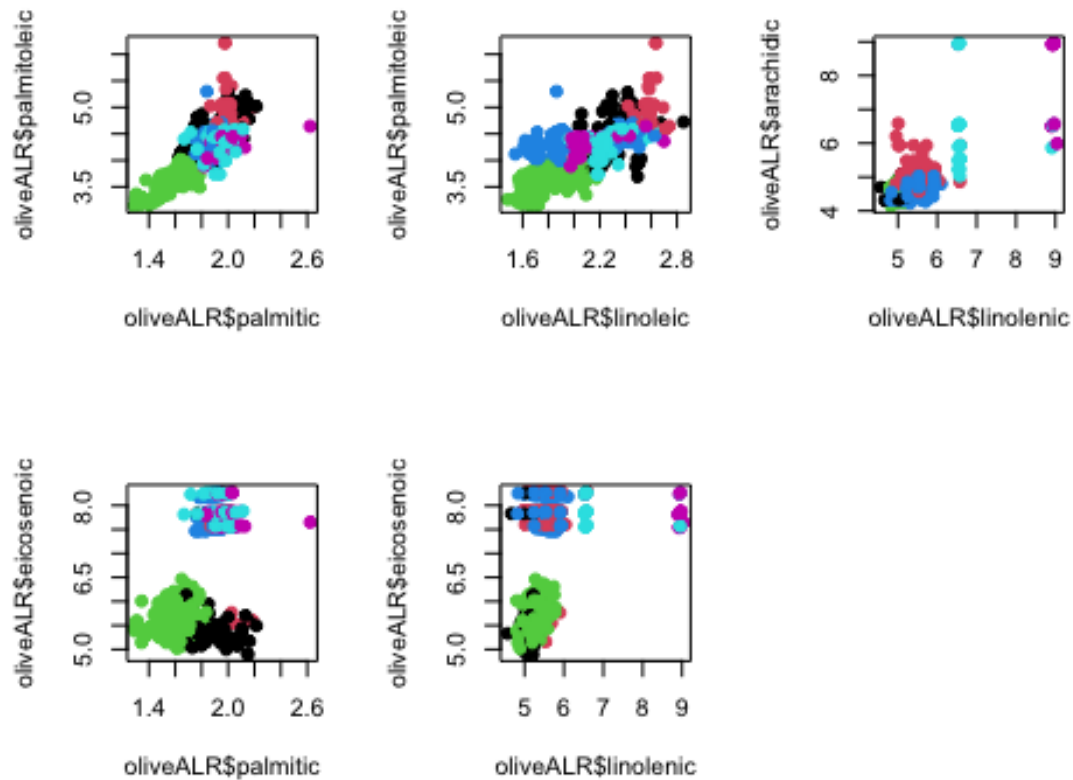 oliveALR$palmitoleic
5.0
3.5
1.4 2.0 2.6
oliveALR$palmitic
oliveALR$palmitoleic
5.0
3.5
1.6 2.2 2.8
oliveALR$linoleic
oliveALR$arachidic
8
6
4
5 6 7 8 9
oliveALR$linolenic
oliveALR$eicosenoic
8.0
6.5
5.0
1.4 2.0 2.6
oliveALR$palmitic
oliveALR$eicosenoic
8.0
6.5
5.0
5 6 7 8 9
oliveALR$linolenic